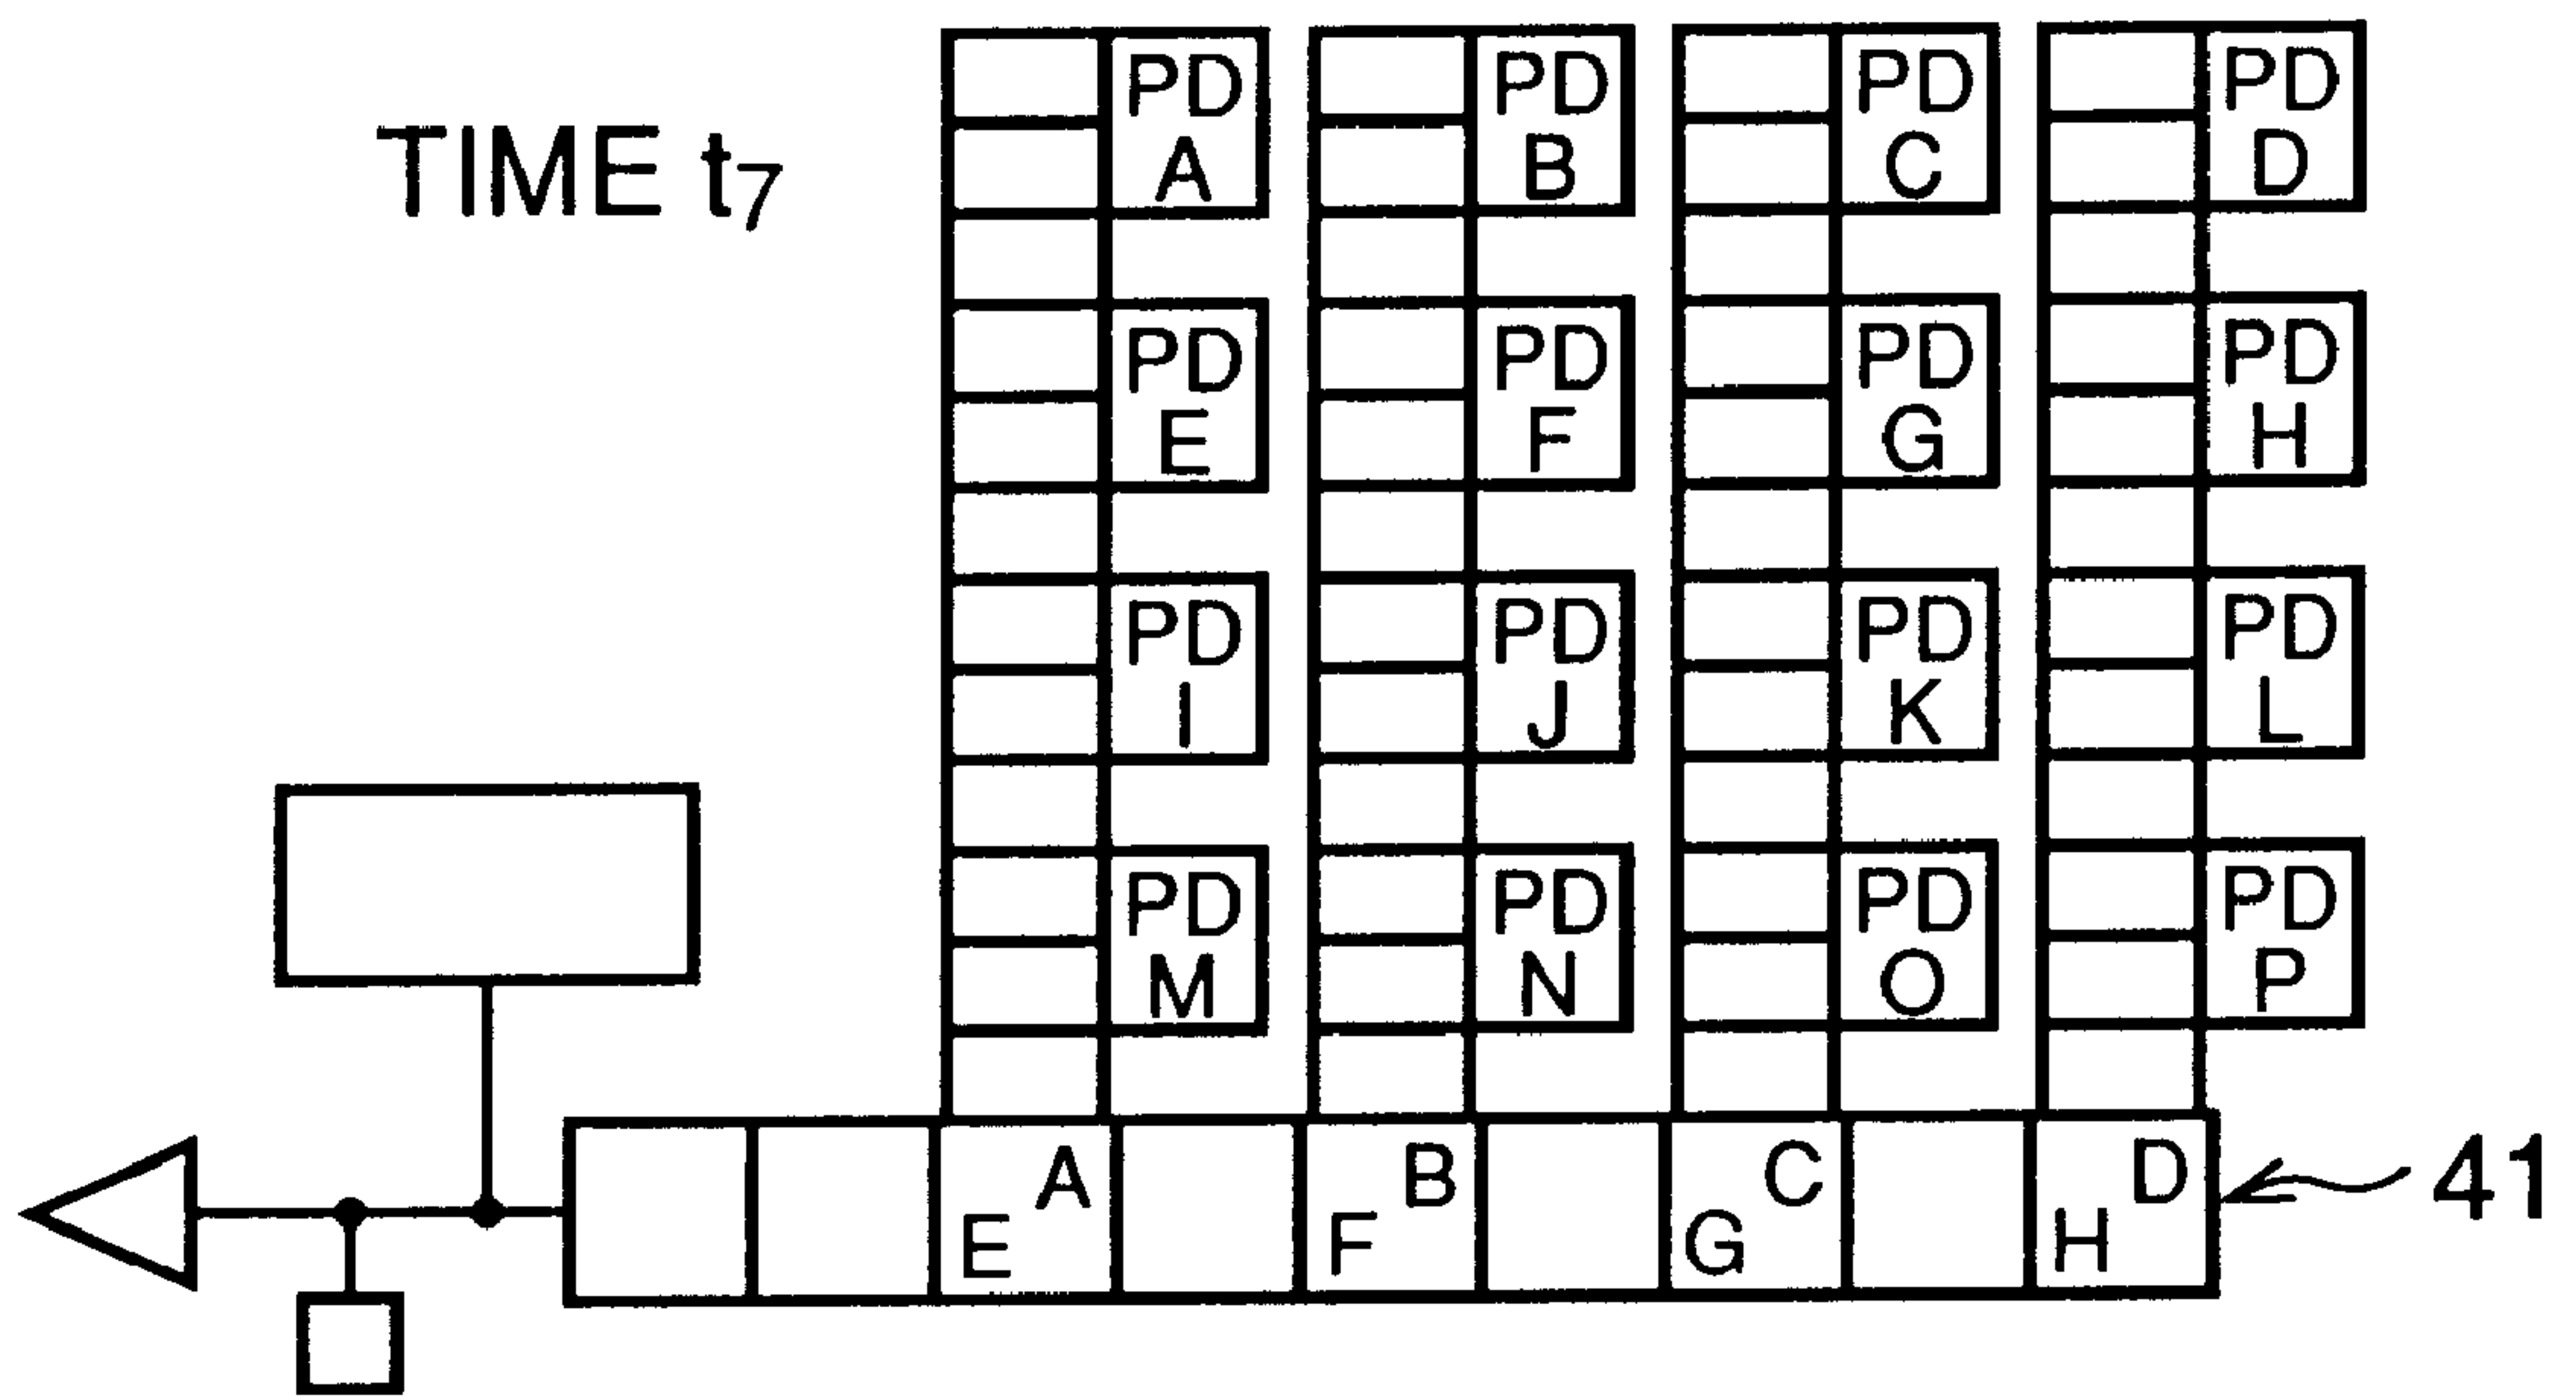 TIME t7
PD A PD B PD C PD D
PD E PD F PD G PD H
PD I PD J PD K PD L
PD M PD N PD O PD P
A B C D
E F G H
41